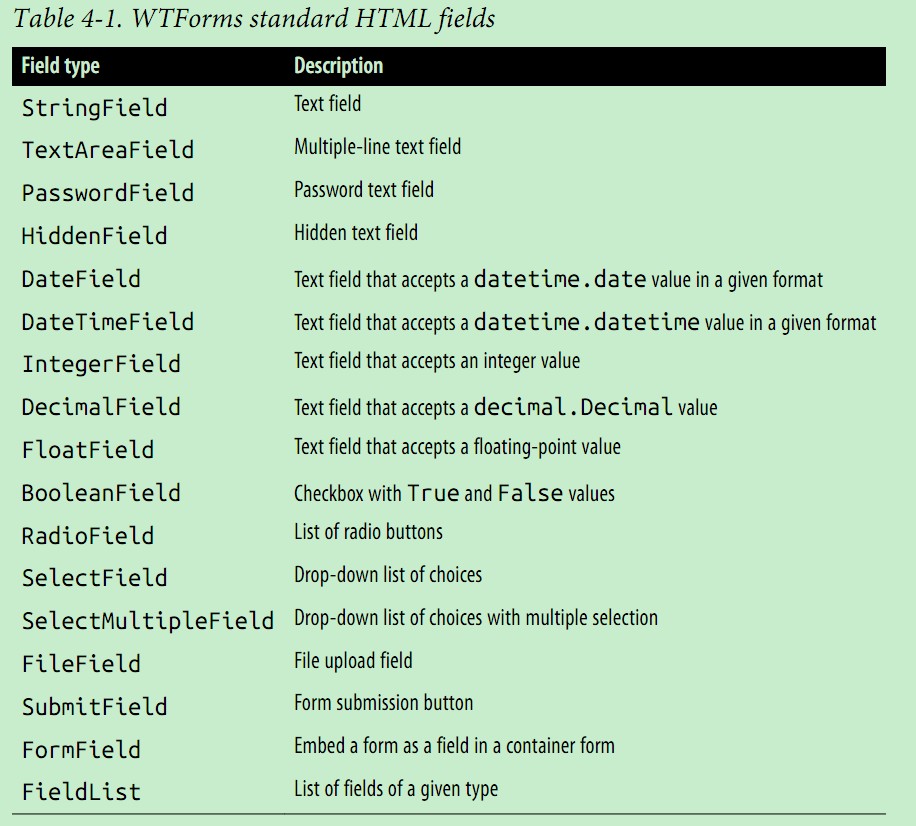 Table 4-1. WTForms standard HTML fields
Field type Description
StringField Text field
TextAreaField Multiple-line text field
PasswordField Password text field
HiddenField Hidden text field
DateField Text field that accepts a datetime.date value in a given format
DateTimeField Text field that accepts a datetime.datetime value in a given format
IntegerField Text field that accepts an integer value
DecimalField Text field that accepts a decimal.Decimal value
FloatField Text field that accepts a floating-point value
BooleanField Checkbox with True and False values
RadioField List of radio buttons
SelectField Drop-down list of choices
SelectMultipleField Drop-down list of choices with multiple selection
FileField File upload field
SubmitField Form submission button
FormField Embed a form as a field in a container form
FieldList List of fields of a given type